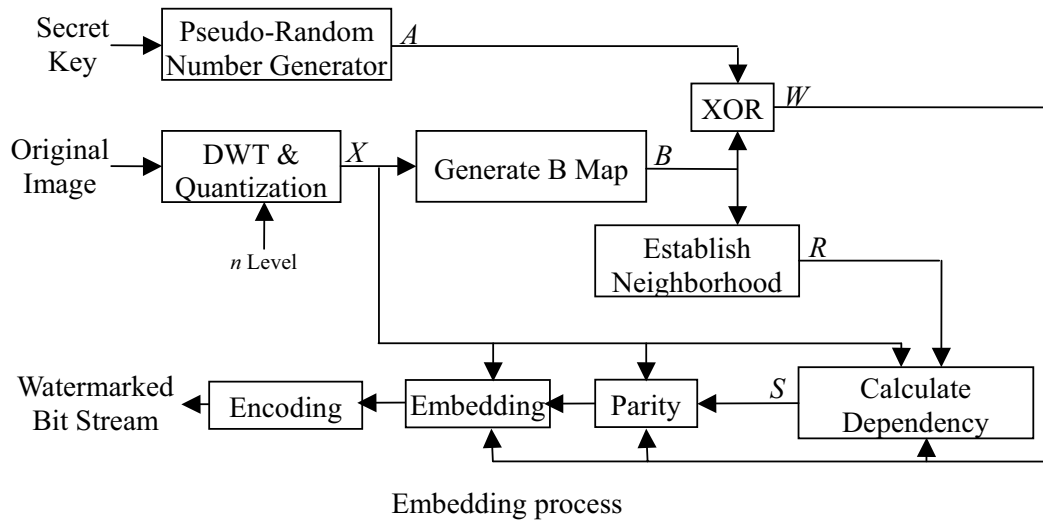 Secret
Key
Pseudo-Random
Number Generator
A
XOR
W
Original
Image
DWT &
Quantization
X
Generate B Map
B
n Level
Establish
Neighborhood
R
Watermarked
Bit Stream
Encoding
Embedding
Parity
S
Calculate
Dependency
Embedding process